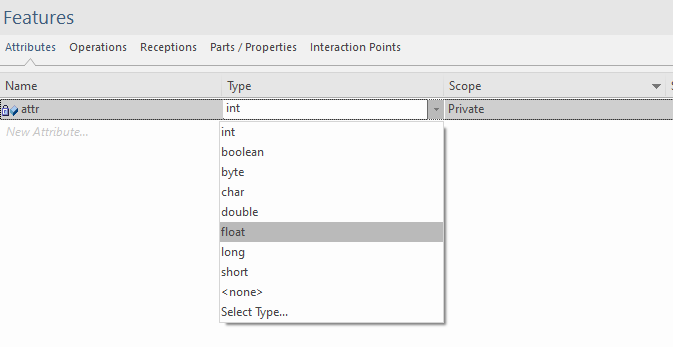 Features
Attributes Operations Receptions Parts / Properties Interaction Points
Name Type Scope
attr int Private
New Attribute...
int
boolean
byte
char
double
float
long
short
<none>
Select Type...